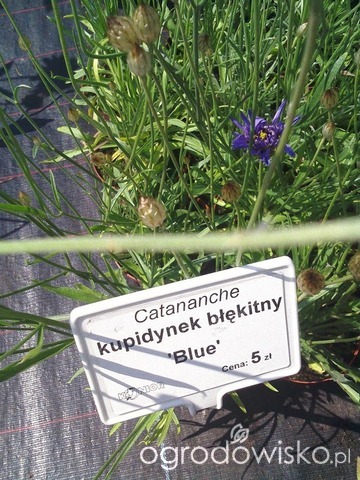 Catananche
kupidynek błękitny
'Blue'
Cena: 5 zł
ogrodowisko.pl